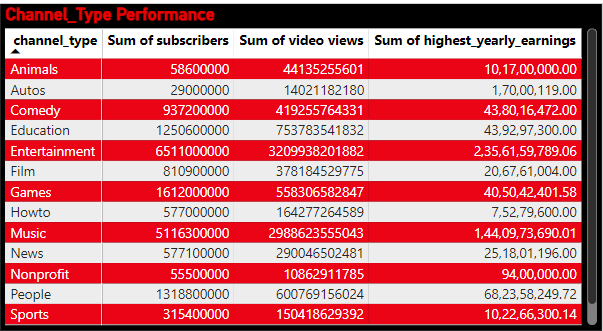 Channel_Type Performance
channel_type Sum of subscribers Sum of video views Sum of highest_yearly_earnings
Animals 58600000 44135255601 10,17,00,000.00
Autos 29000000 14021182180 1,70,00,119.00
Comedy 937200000 419255764331 43,80,16,472.00
Education 1250600000 753783541832 43,92,97,300.00
Entertainment 6511000000 3209938201882 2,35,61,59,789.06
Film 810900000 378184529775 20,67,61,004.00
Games 1612000000 558306582847 40,50,42,401.58
Howto 577000000 164277264589 7,52,79,600.00
Music 5116300000 2988623555043 1,44,09,73,690.01
News 577100000 290046502481 25,18,01,196.00
Nonprofit 55500000 10862911785 94,00,000.00
People 1318800000 600769156024 68,23,58,249.72
Sports 315400000 150418629392 10,22,66,300.14